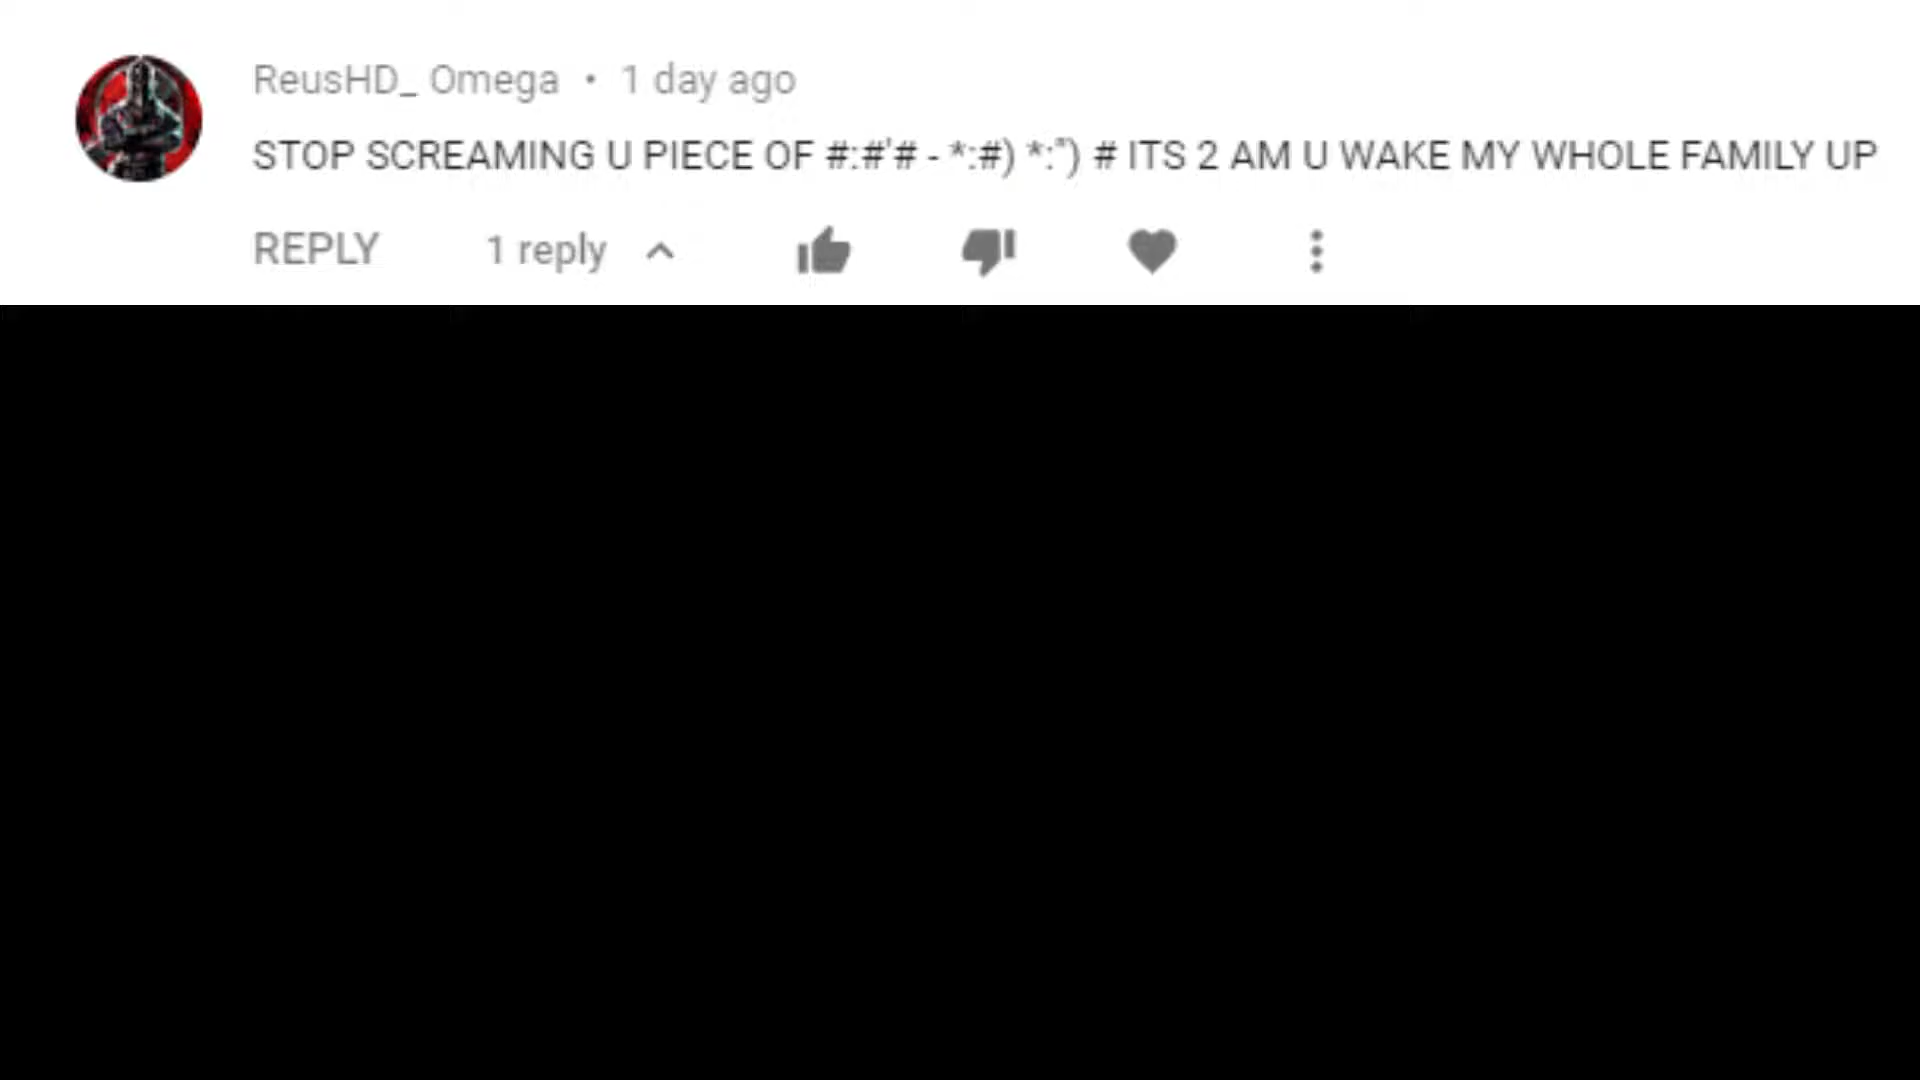 ReusHD_ Omega • 1 day ago
STOP SCREAMING U PIECE OF #:#'# - *:#) *:") # ITS 2 AM U WAKE MY WHOLE FAMILY UP
REPLY 1 reply